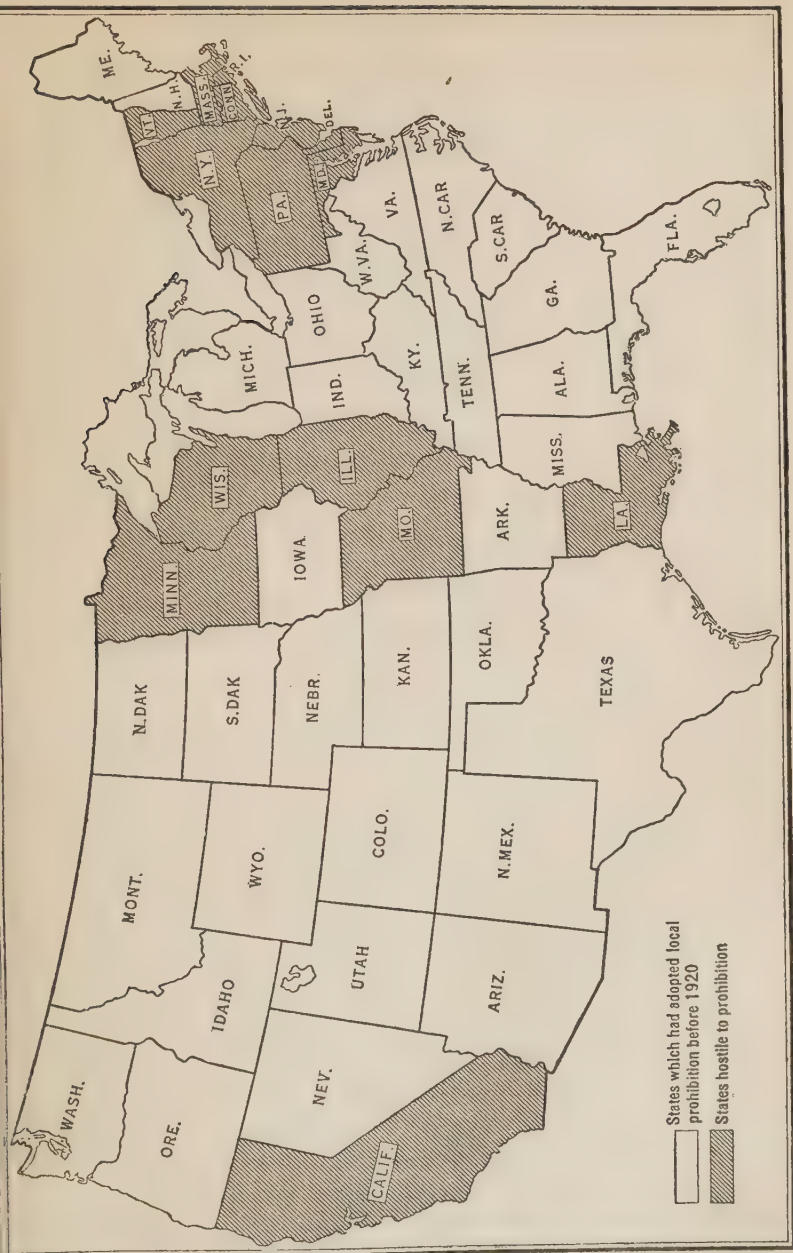 WASH.
ORE.
CALIF.
NEV.
IDAHO
MONT.
WYO.
UTAH
ARIZ.
COLO.
N.MEX.
N.DAK
S.DAK
NEBR.
KAN.
OKLA.
TEXAS
MINN.
IOWA
MO.
ARK.
LA.
WIS.
ILL.
MICH.
IND.
OHIO
KY.
TENN.
MISS.
ALA.
GA.
FLA.
S.CAR
N.CAR
VA.
W.VA.
MD.
DEL.
PA.
N.J.
N.Y.
CONN.
R.I.
MASS.
VT.
N.H.
ME.
States which had adopted local
prohibition before 1920
States hostile to prohibition